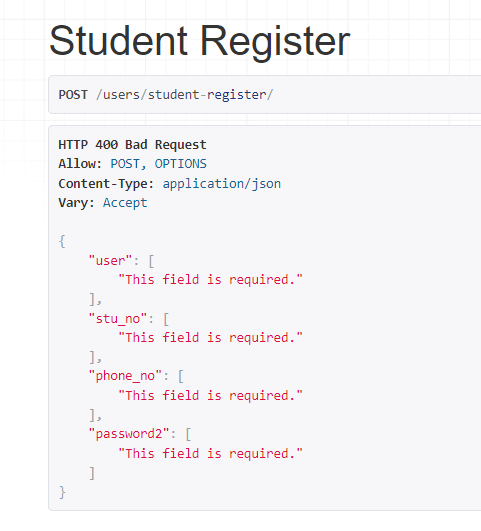 Student Register
POST /users/student-register/
HTTP 400 Bad Request
Allow: POST, OPTIONS
Content-Type: application/json
Vary: Accept
{
    "user": [
        "This field is required."
    ],
    "stu_no": [
        "This field is required."
    ],
    "phone_no": [
        "This field is required."
    ],
    "password2": [
        "This field is required."
    ]
}